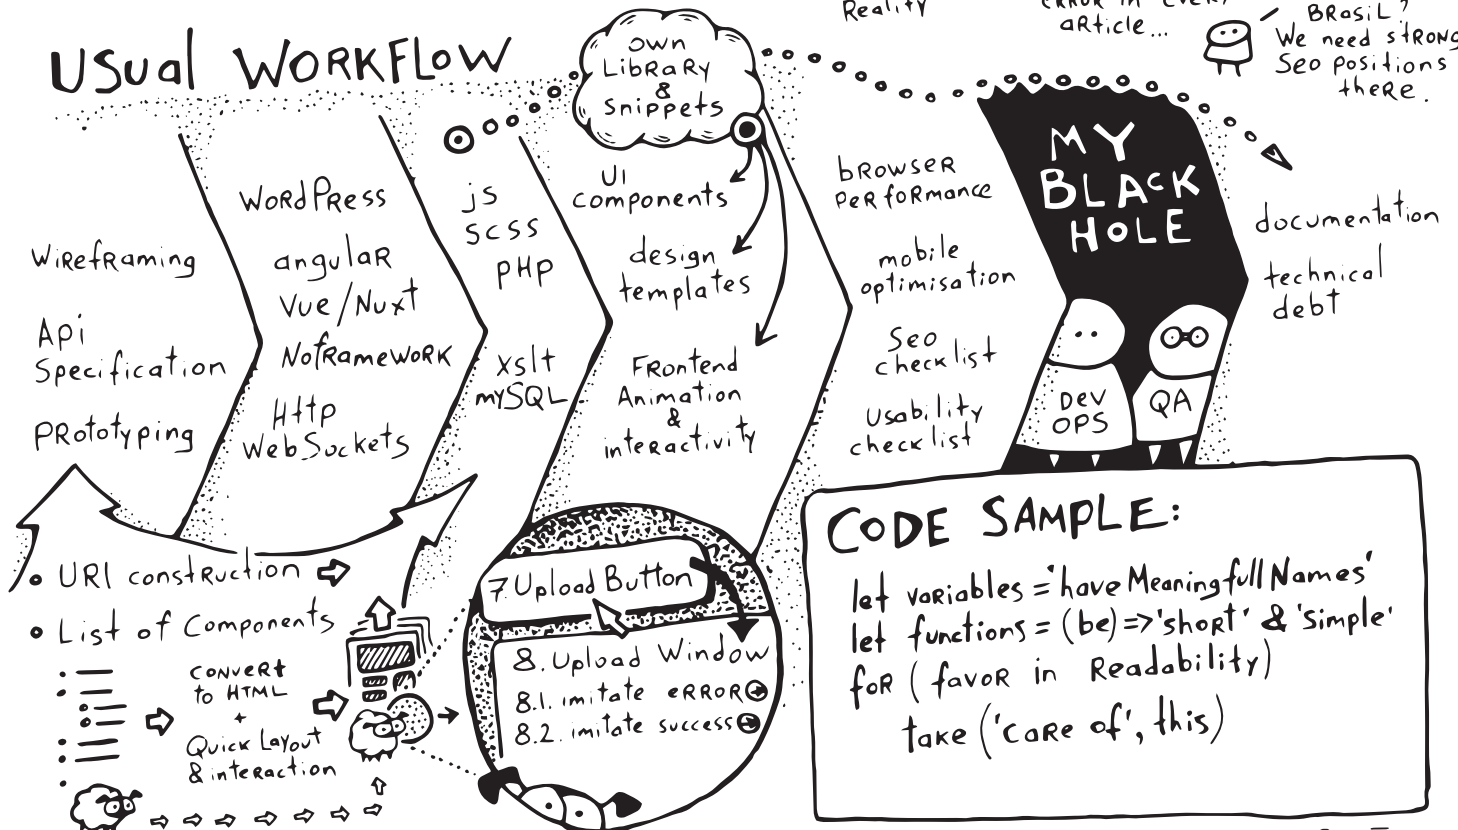 Reality
ERROR in EVERY
article...
Brasil?
We need strong
Seo positions
there.
Usual Workflow
own
Library
&
Snippets
Wireframing
Api
Specification
Prototyping
WordPress
angular
Vue/Nuxt
Noframework
Http
WebSockets
js
scss
PHP
xslt
mySQL
UI
components
design
templates
Frontend
Animation
&
interactivity
browser
performance
mobile
optimisation
Seo
checklist
Usability
checklist
MY
BLACK
HOLE
Dev
OPS
QA
documentation
technical
debt
URI construction
List of Components
convert
to HTML
+
Quick Layout
& interaction
7 Upload Button
8. Upload Window
8.1. imitate error
8.2. imitate success
CODE SAMPLE:
let variables = 'have MeaningfullNames'
let functions = (be) => 'short' & 'simple'
for (favor in Readability)
take ('care of', this)